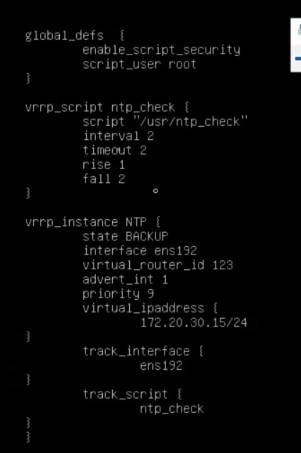 global_defs  {
        enable_script_security
        script_user root
}

vrrp_script ntp_check {
        script "/usr/ntp_check"
        interval 2
        timeout 2
        rise 1
        fall 2
}

vrrp_instance NTP {
        state BACKUP
        interface ens192
        virtual_router_id 123
        advert_int 1
        priority 9
        virtual_ipaddress {
                172.20.30.15/24
}
        track_interface {
                ens192
}
        track_script {
                ntp_check
}
}